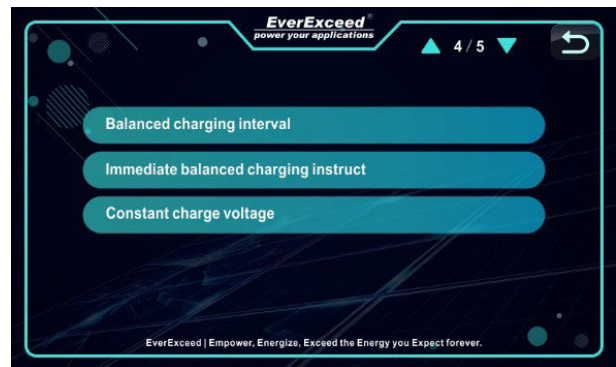 EverExceed®
power your applications
4/5
Balanced charging interval
Immediate balanced charging instruct
Constant charge voltage
EverExceed | Empower, Energize, Exceed the Energy you Expect forever.